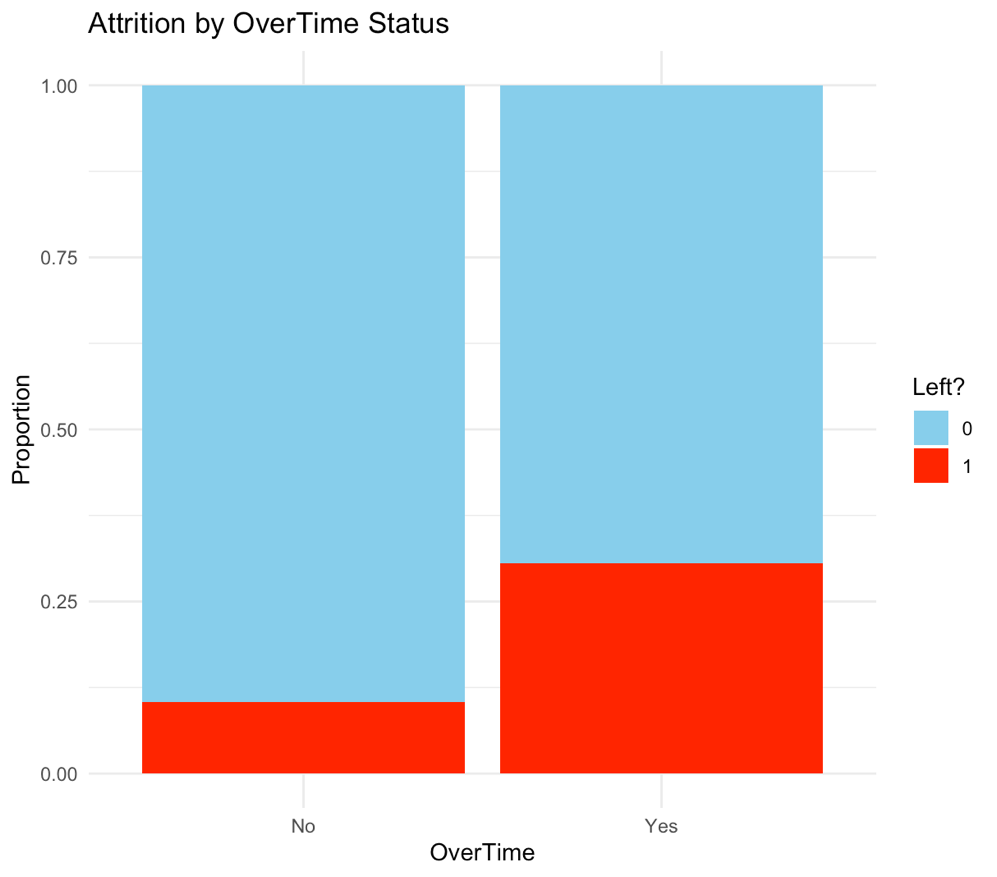 Attrition by OverTime Status
1.00
0.75
0.50
0.25
0.00
Proportion
No
Yes
OverTime
Left?
0
1